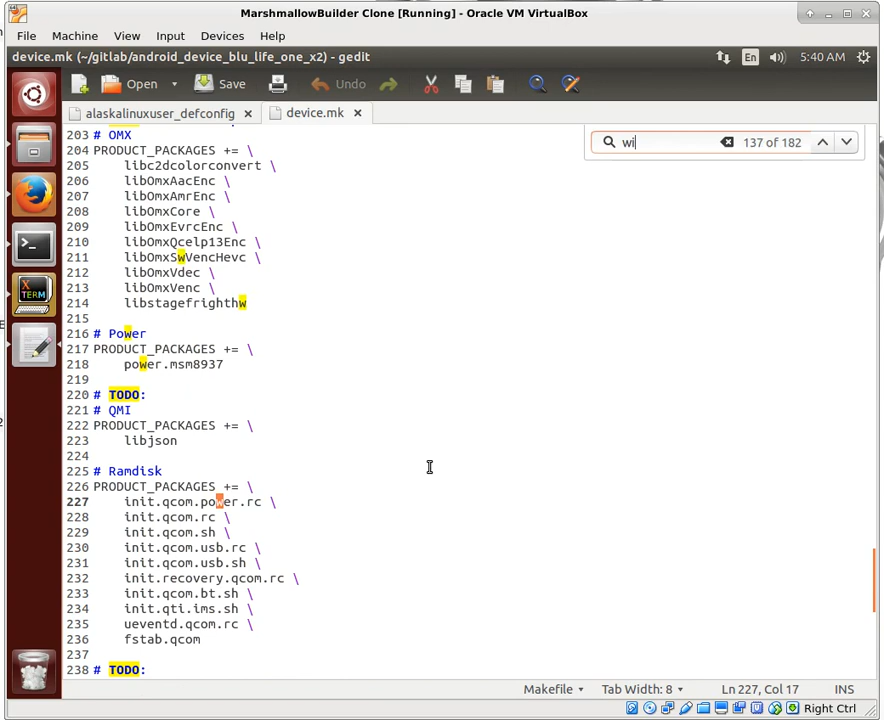 MarshmallowBuilder Clone [Running] - Oracle VM VirtualBox
File Machine View Input Devices Help
device.mk (~/gitlab/android_device_blu_life_one_x2) - gedit
En 5:40 AM
Open Save Undo
alaskalinuxuser_defconfig × device.mk ×
wi 137 of 182
203 # OMX
204 PRODUCT_PACKAGES += \
205 libc2dcolorconvert \
206 libOmxAacEnc \
207 libOmxAmrEnc \
208 libOmxCore \
209 libOmxEvrcEnc \
210 libOmxQcelp13Enc \
211 libOmxSwVencHevc \
212 libOmxVdec \
213 libOmxVenc \
214 libstagefrighthw
215
216 # Power
217 PRODUCT_PACKAGES += \
218 power.msm8937
219
220 # TODO:
221 # QMI
222 PRODUCT_PACKAGES += \
223 libjson
224
225 # Ramdisk
226 PRODUCT_PACKAGES += \
227 init.qcom.power.rc \
228 init.qcom.rc \
229 init.qcom.sh \
230 init.qcom.usb.rc \
231 init.qcom.usb.sh \
232 init.recovery.qcom.rc \
233 init.qcom.bt.sh \
234 init.qti.ims.sh \
235 ueventd.qcom.rc \
236 fstab.qcom
237
238 # TODO:
X TERM
Makefile Tab Width: 8 Ln 227, Col 17 INS
Right Ctrl